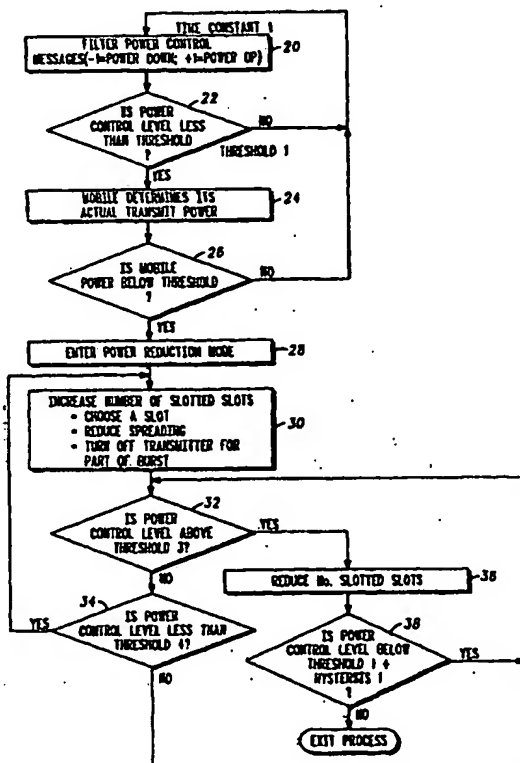 TIME CONSTANT 1
FILTER POWER CONTROL
MESSAGES(-1=POWER DOWN; +1=POWER UP)
20
22
IS POWER
CONTROL LEVEL LESS
THAN THRESHOLD
?
NO
THRESHOLD 1
YES
MOBILE DETERMINES ITS
ACTUAL TRANSMIT POWER
24
26
IS MOBILE
POWER BELOW THRESHOLD
?
NO
YES
ENTER POWER REDUCTION MODE
28
INCREASE NUMBER OF SLOTTED SLOTS
• CHOOSE A SLOT
• REDUCE SPREADING
• TURN OFF TRANSMITTER FOR
PART OF BURST
30
32
IS POWER
CONTROL LEVEL ABOVE
THRESHOLD 3?
YES
NO
REDUCE No. SLOTTED SLOTS
36
34
YES
IS POWER
CONTROL LEVEL LESS THAN
THRESHOLD 4?
NO
38
IS POWER
CONTROL LEVEL BELOW
THRESHOLD 1 +
HYSTERSIS 1
?
YES
NO
EXIT PROCESS